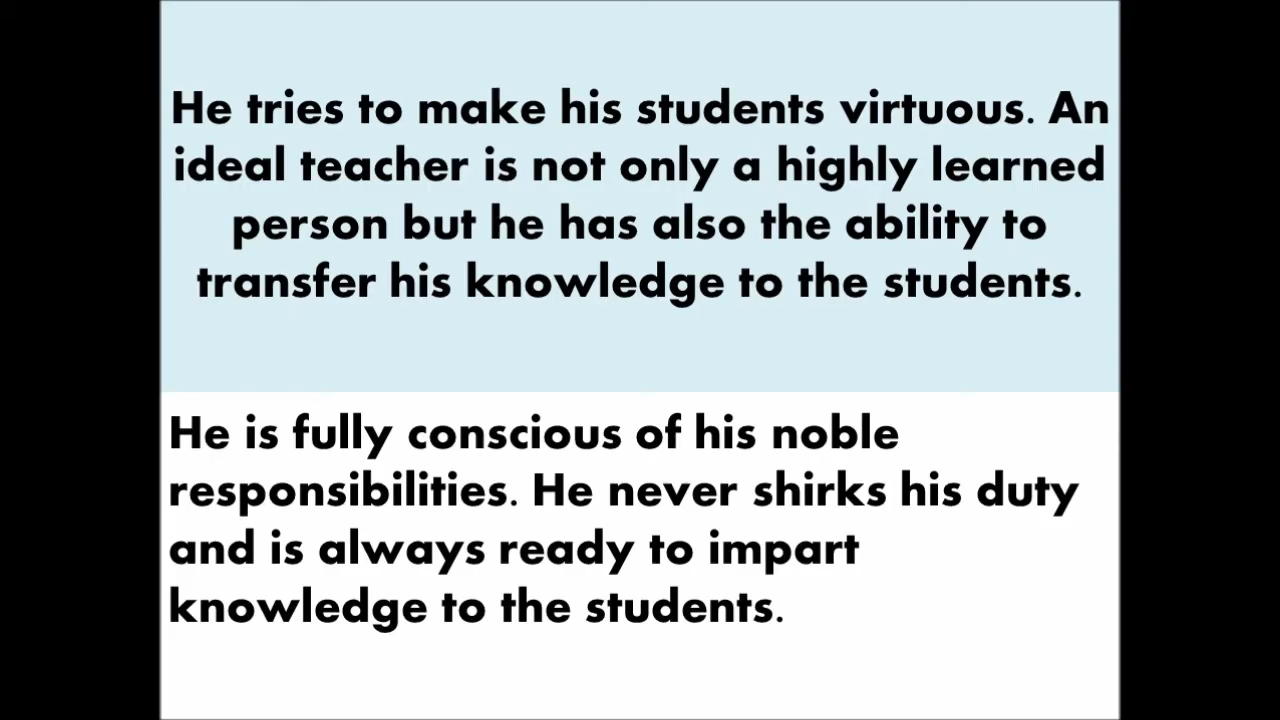 He tries to make his students virtuous. An
ideal teacher is not only a highly learned
person but he has also the ability to
transfer his knowledge to the students.
He is fully conscious of his noble
responsibilities. He never shirks his duty
and is always ready to impart
knowledge to the students.